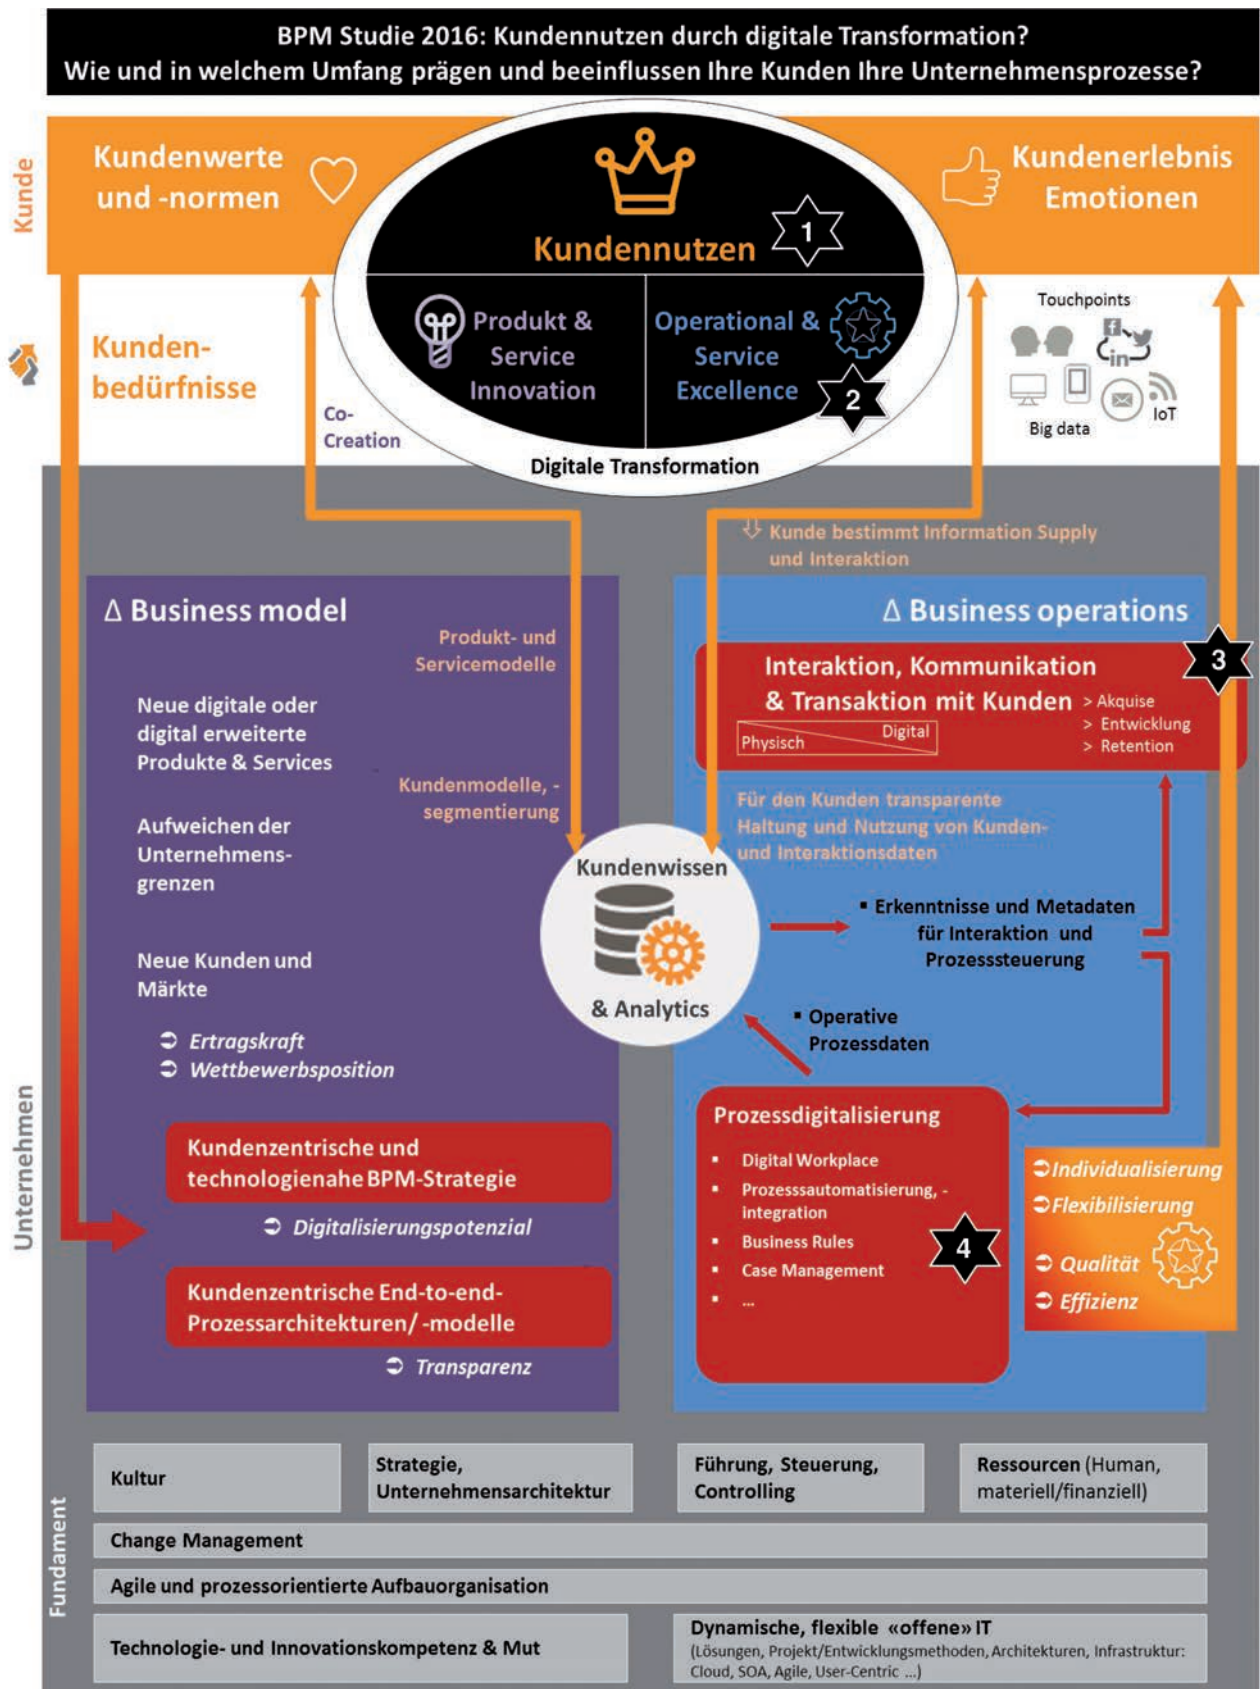 BPM Studie 2016: Kundennutzen durch digitale Transformation?
Wie und in welchem Umfang prägen und beeinflussen Ihre Kunden Ihre Unternehmensprozesse?
Kunde
Kundenwerte
und -normen
Kundennutzen
1
Kundenerlebnis
Emotionen
Kunden-
bedürfnisse
Co-
Creation
Produkt &
Service
Innovation
Operational &
Service
Excellence
2
Digitale Transformation
Touchpoints
f
in
IoT
Big data
Unternehmen
⇩ Kunde bestimmt Information Supply
und Interaktion
Δ Business model
Produkt- und
Servicemodelle
Neue digitale oder
digital erweiterte
Produkte & Services
Kundenmodelle, -
segmentierung
Aufweichen der
Unternehmens-
grenzen
Neue Kunden und
Märkte
➲ Ertragskraft
➲ Wettbewerbsposition
Kundenzentrische und
technologienahe BPM-Strategie
➲ Digitalisierungspotenzial
Kundenzentrische End-to-end-
Prozessarchitekturen/ -modelle
➲ Transparenz
Kundenwissen
& Analytics
Δ Business operations
3
Interaktion, Kommunikation
& Transaktion mit Kunden
> Akquise
> Entwicklung
> Retention
Physisch
Digital
Für den Kunden transparente
Haltung und Nutzung von Kunden-
und Interaktionsdaten
▪ Erkenntnisse und Metadaten
für Interaktion und
Prozesssteuerung
▪ Operative
Prozessdaten
Prozessdigitalisierung
▪ Digital Workplace
▪ Prozesssautomatisierung, -
integration
▪ Business Rules
▪ Case Management
▪ ...
4
➲Individualisierung
➲Flexibilisierung
➲ Qualität
➲ Effizienz
Fundament
Kultur
Strategie,
Unternehmensarchitektur
Führung, Steuerung,
Controlling
Ressourcen (Human,
materiell/finanziell)
Change Management
Agile und prozessorientierte Aufbauorganisation
Technologie- und Innovationskompetenz & Mut
Dynamische, flexible «offene» IT
(Lösungen, Projekt/Entwicklungsmethoden, Architekturen, Infrastruktur:
Cloud, SOA, Agile, User-Centric ...)